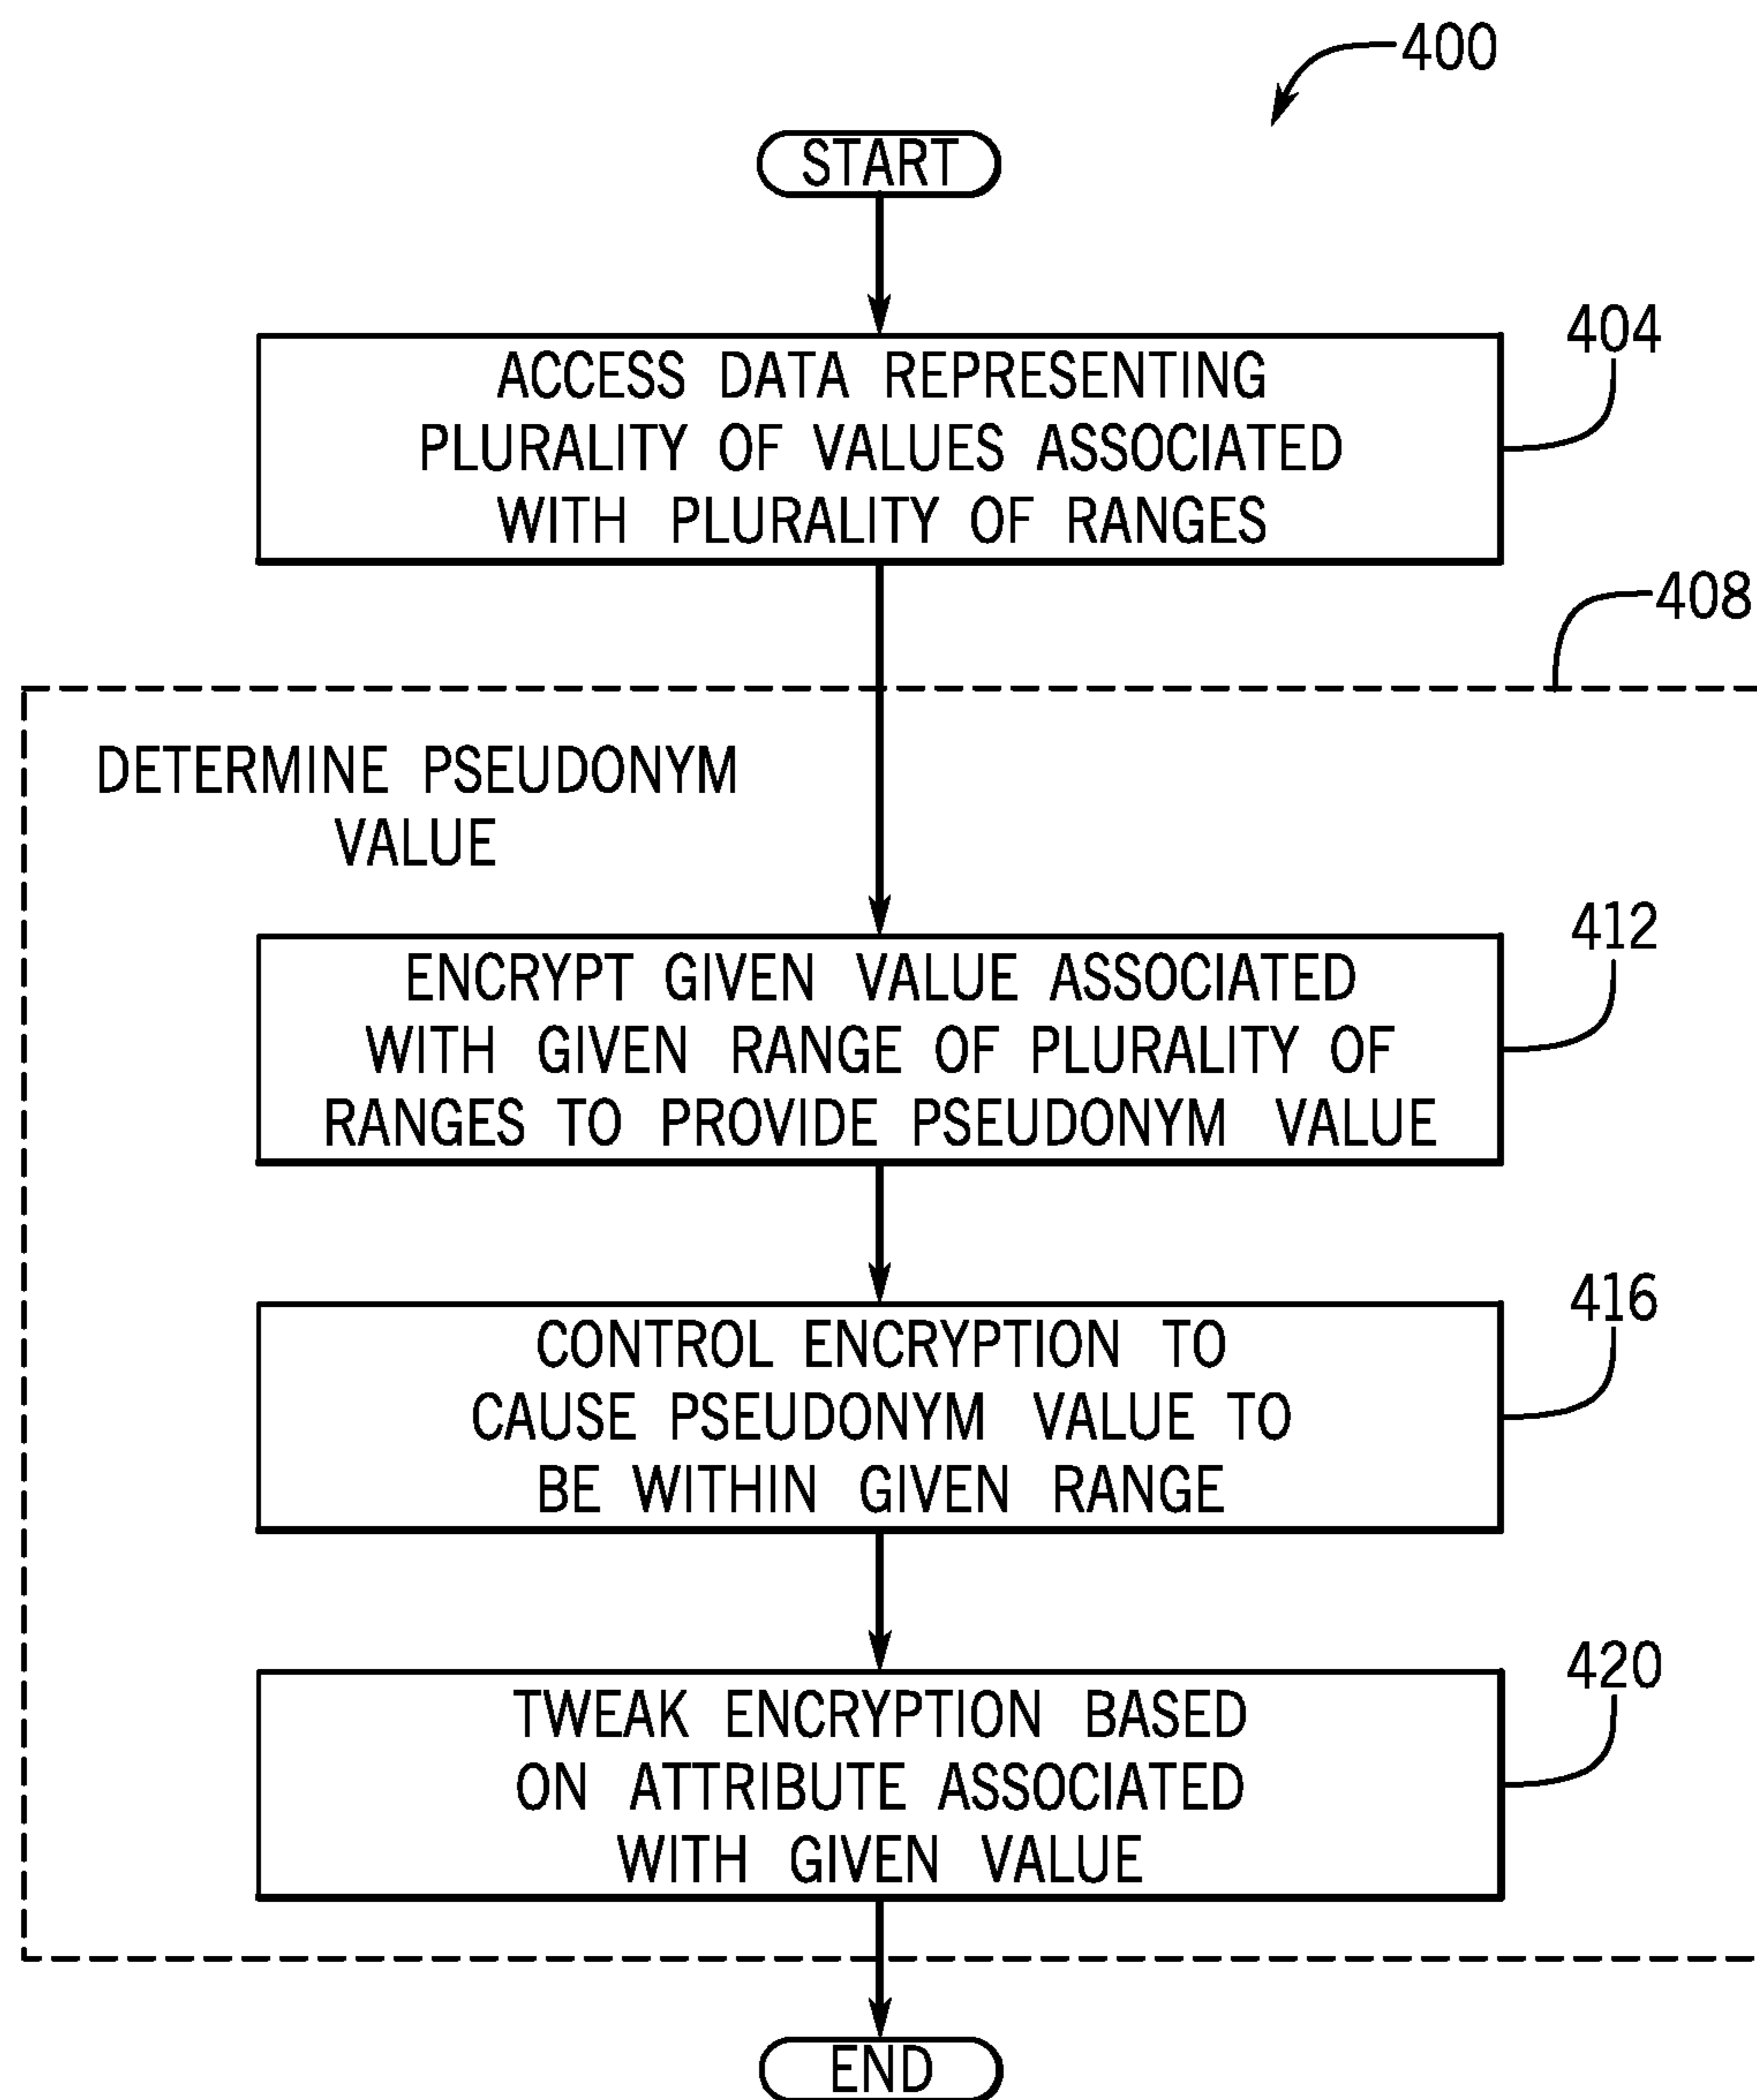 400
START
404
ACCESS DATA REPRESENTING
PLURALITY OF VALUES ASSOCIATED
WITH PLURALITY OF RANGES
408
DETERMINE PSEUDONYM
VALUE
412
ENCRYPT GIVEN VALUE ASSOCIATED
WITH GIVEN RANGE OF PLURALITY OF
RANGES TO PROVIDE PSEUDONYM VALUE
416
CONTROL ENCRYPTION TO
CAUSE PSEUDONYM VALUE TO
BE WITHIN GIVEN RANGE
420
TWEAK ENCRYPTION BASED
ON ATTRIBUTE ASSOCIATED
WITH GIVEN VALUE
END